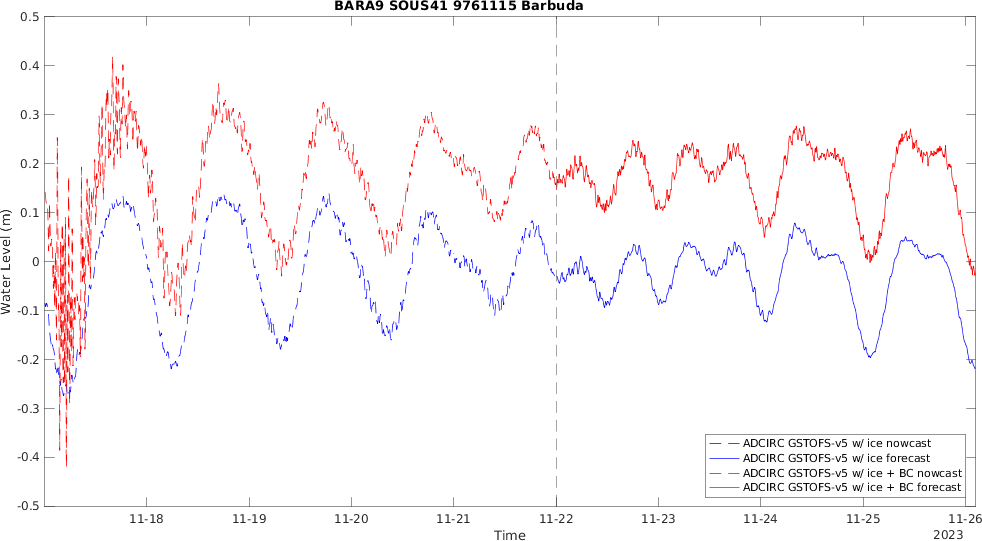 BARA9 SOUS41 9761115 Barbuda
0.5
0.4
0.3
0.2
0.1
0
-0.1
-0.2
-0.3
-0.4
-0.5
Water Level (m)
ADCIRC GSTOFS-v5 w/ ice nowcast
ADCIRC GSTOFS-v5 w/ ice forecast
ADCIRC GSTOFS-v5 w/ ice + BC nowcast
ADCIRC GSTOFS-v5 w/ ice + BC forecast
11-18 11-19 11-20 11-21 11-22 11-23 11-24 11-25 11-26
Time
2023